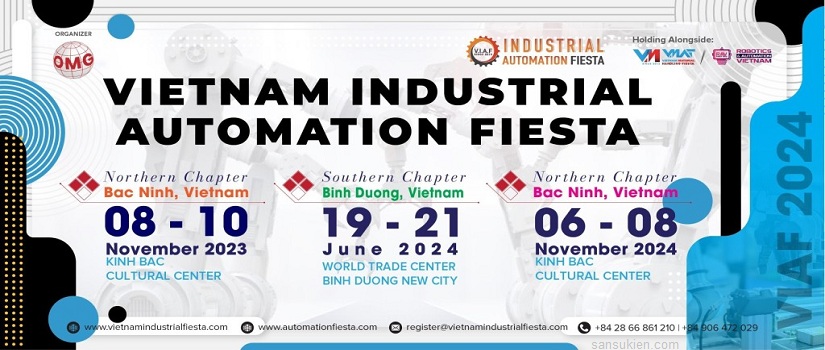 ORGANIZER
OMG
V.I.A.F
INDUSTRIAL
AUTOMATION FIESTA
Holding Alongside:
VM VMAT / ROBOTICS & AUTOMATION VIETNAM
VIETNAM INDUSTRIAL
AUTOMATION FIESTA
Northern Chapter
Bac Ninh, Vietnam
08 - 10
November 2023
KINH BAC
CULTURAL CENTER
Southern Chapter
Binh Duong, Vietnam
19 - 21
June 2024
WORLD TRADE CENTER
BINH DUONG NEW CITY
Northern Chapter
Bac Ninh, Vietnam
06 - 08
November 2024
KINH BAC
CULTURAL CENTER
VIAF 2024
www.vietnamindustrialfiesta.com
www.automationfiesta.com
register@vietnamindustrialfiesta.com
+84 28 66 861 210 | +84 906 472 029
sansukien.com